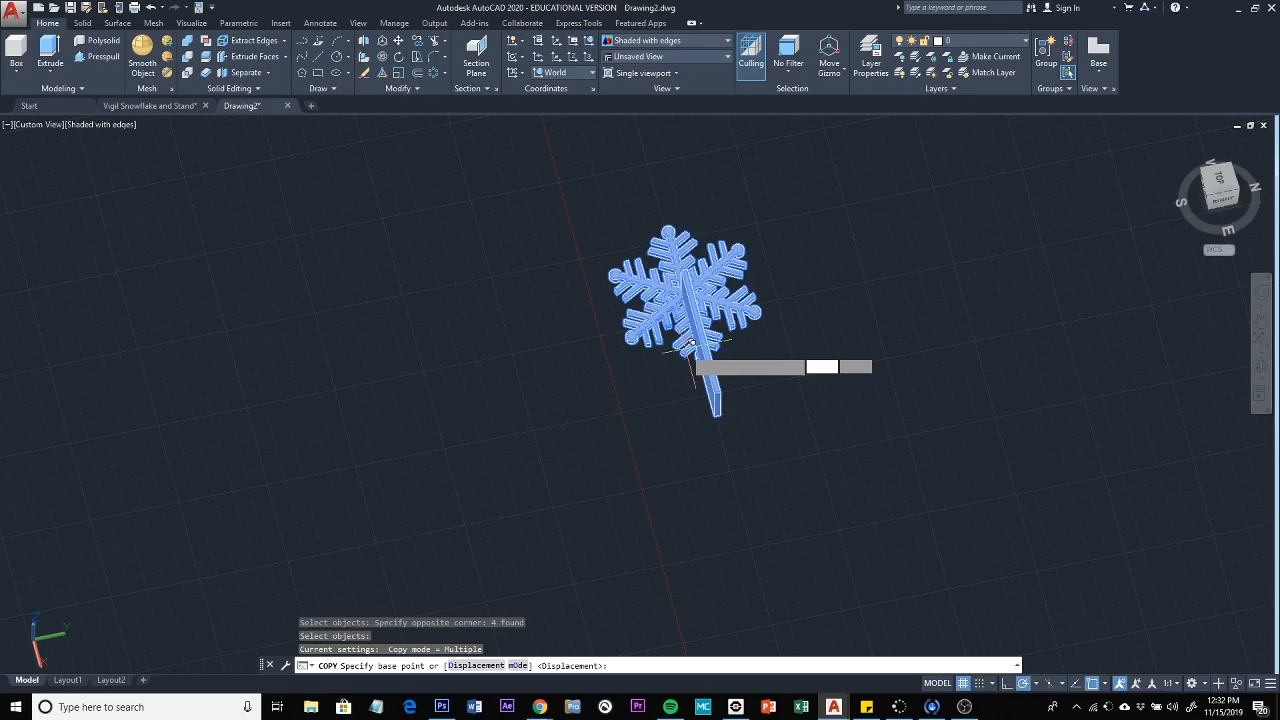 Autodesk AutoCAD 2020 - EDUCATIONAL VERSION Drawing2.dwg
Type a keyword or phrase
Sign In
Home Solid Surface Mesh Visualize Parametric Insert Annotate View Manage Output Add-ins Collaborate Express Tools Featured Apps
Box
Extrude
Polysolid
Presspull
Modeling
Smooth
Object
Mesh
Extract Edges
Extrude Faces
Separate
Solid Editing
Draw
Modify
Section
Plane
Section
World
Coordinates
Shaded with edges
Unsaved View
Single viewport
View
Culling
No Filter
Move
Gizmo
Selection
Layer
Properties
0
Make Current
Match Layer
Layers
Group
Groups
Base
View
Start
Vigil Snowflake and Stand*
Drawing2*
[−][Custom View][Shaded with edges]
TOP
N
S
E
WCS
Z
Y
X
Select objects: Specify opposite corner: 4 found
Select objects:
Current settings: Copy mode = Multiple
COPY Specify base point or [Displacement mOde] <Displacement>:
Model Layout1 Layout2
MODEL
1:1
Type here to search
12:32 PM
11/15/2019